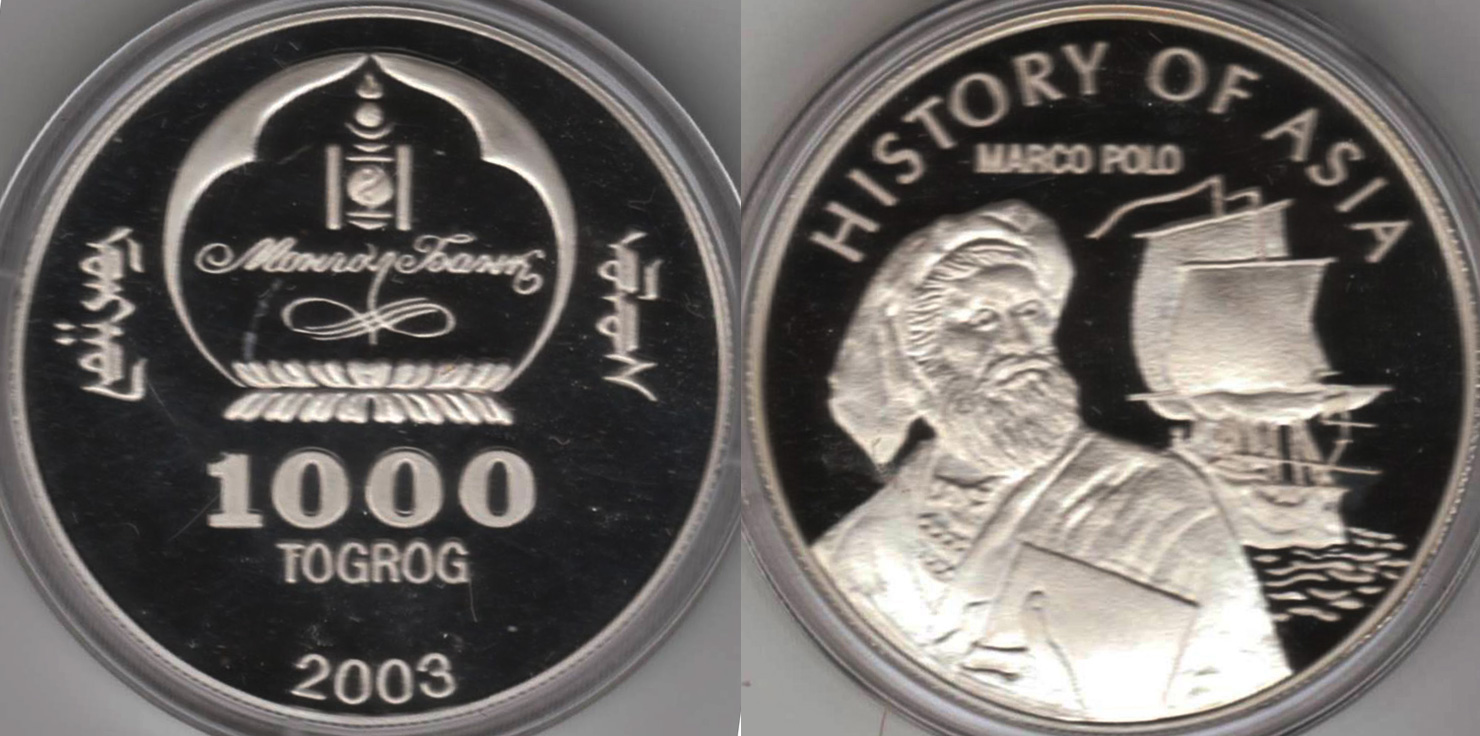 Монгол Банк
1000
TOGROG
2003
HISTORY OF ASIA
MARCO POLO